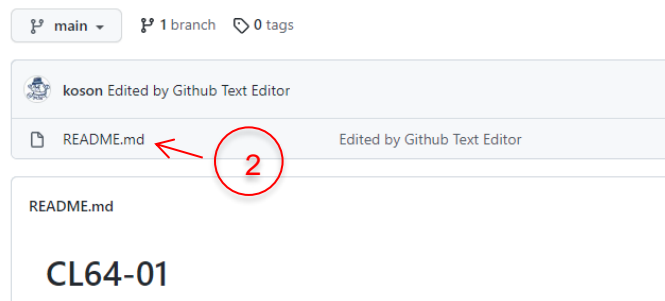 main 1 branch 0 tags
koson Edited by Github Text Editor
README.md Edited by Github Text Editor
2
README.md
CL64-01